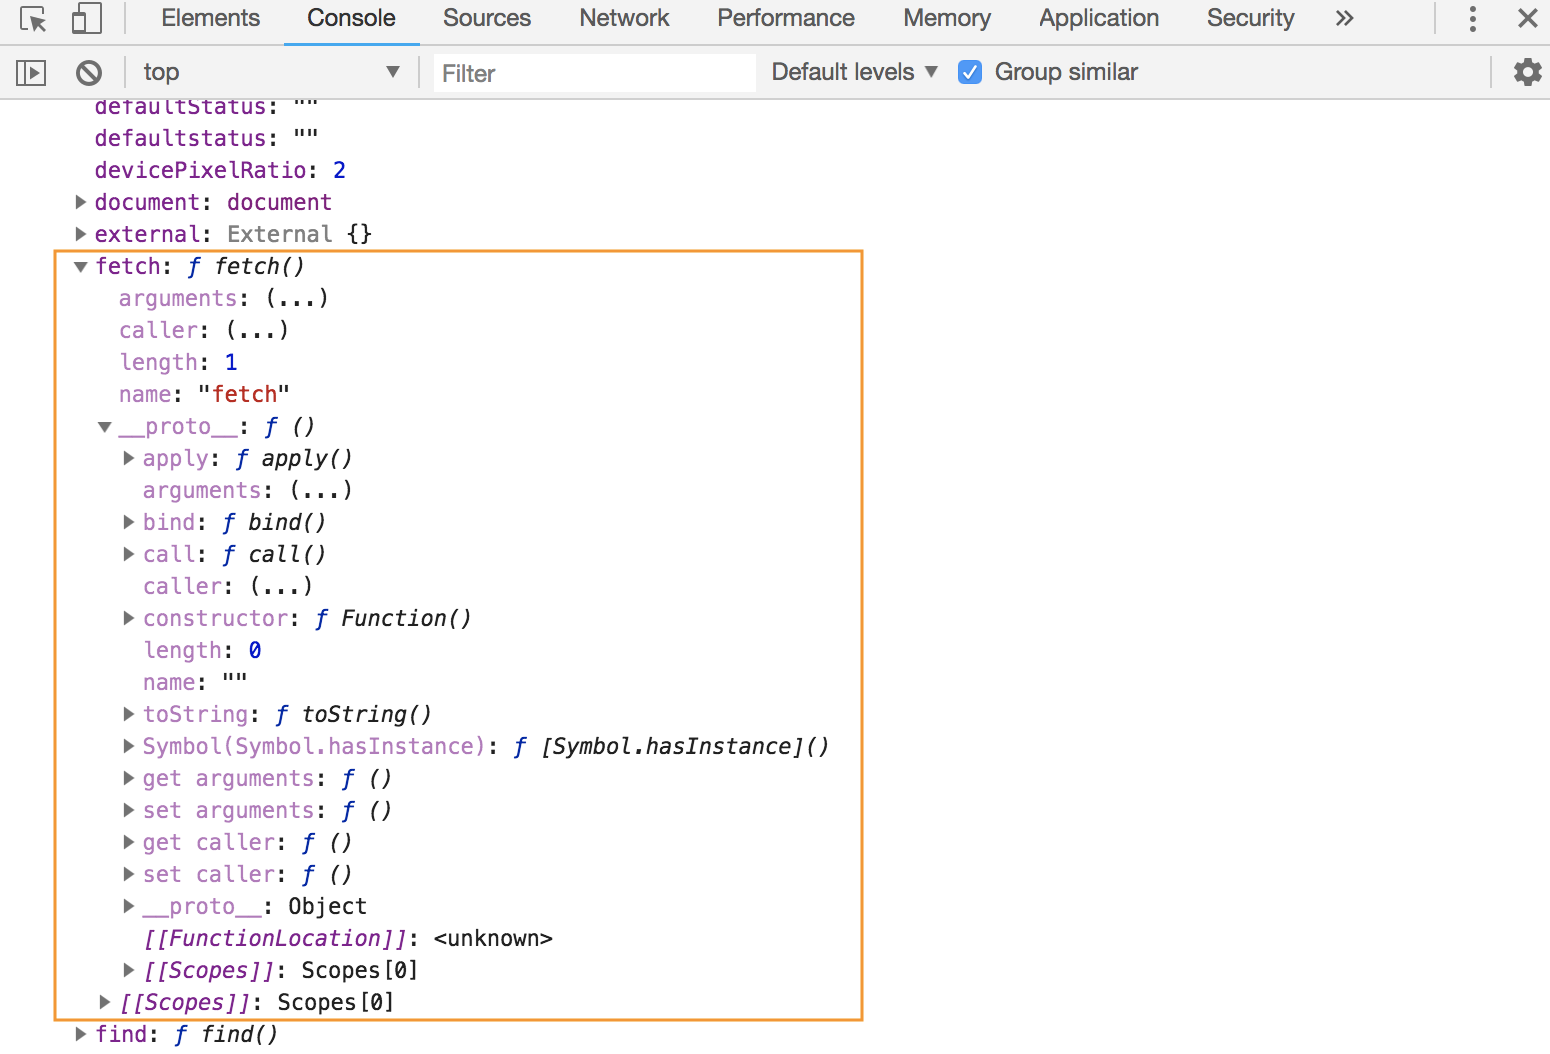 Elements Console Sources Network Performance Memory Application Security »
top ▼ Filter Default levels ▼ Group similar
defaultStatus: ""
defaultstatus: ""
devicePixelRatio: 2
▶ document: document
▶ external: External {}
▼ fetch: ƒ fetch()
arguments: (...)
caller: (...)
length: 1
name: "fetch"
▼ __proto__: ƒ ()
▶ apply: ƒ apply()
arguments: (...)
▶ bind: ƒ bind()
▶ call: ƒ call()
caller: (...)
▶ constructor: ƒ Function()
length: 0
name: ""
▶ toString: ƒ toString()
▶ Symbol(Symbol.hasInstance): ƒ [Symbol.hasInstance]()
▶ get arguments: ƒ ()
▶ set arguments: ƒ ()
▶ get caller: ƒ ()
▶ set caller: ƒ ()
▶ __proto__: Object
[[FunctionLocation]]: <unknown>
▶ [[Scopes]]: Scopes[0]
▶ [[Scopes]]: Scopes[0]
▶ find: ƒ find()